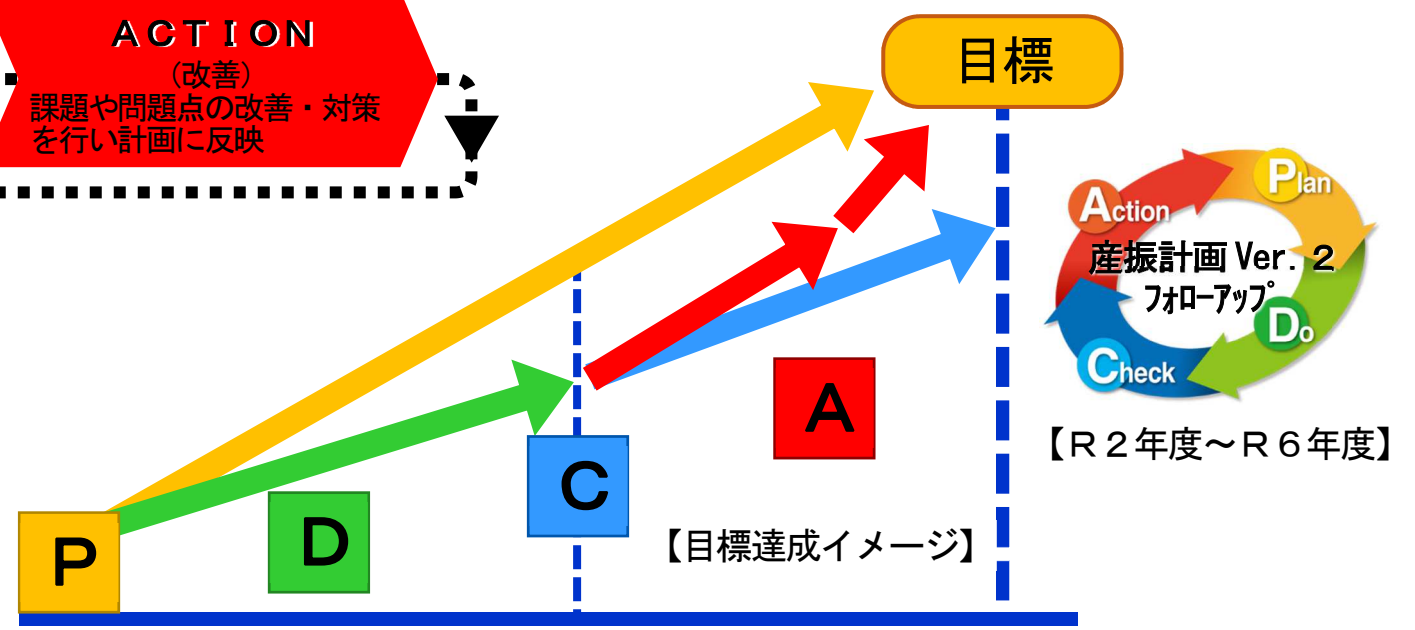 ＡＣＴＩＯＮ
（改善）
課題や問題点の改善・対策
を行い計画に反映
目標
Plan
Action
産振計画 Ver. ２
ﾌｫﾛｰｱｯﾌﾟ
Do
Check
【Ｒ２年度～Ｒ６年度】
Ａ
Ｃ
Ｄ
Ｐ
【目標達成イメージ】